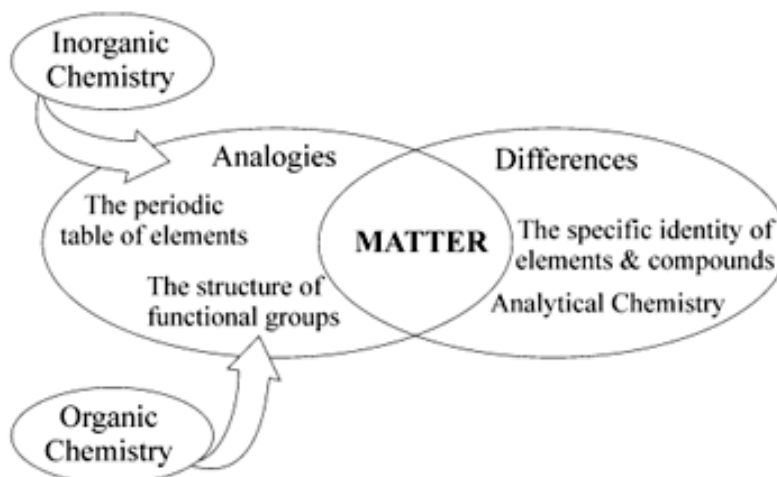 Inorganic
Chemistry
Analogies
Differences
The periodic
table of elements
MATTER
The specific identity of
elements & compounds
The structure of
functional groups
Analytical Chemistry
Organic
Chemistry